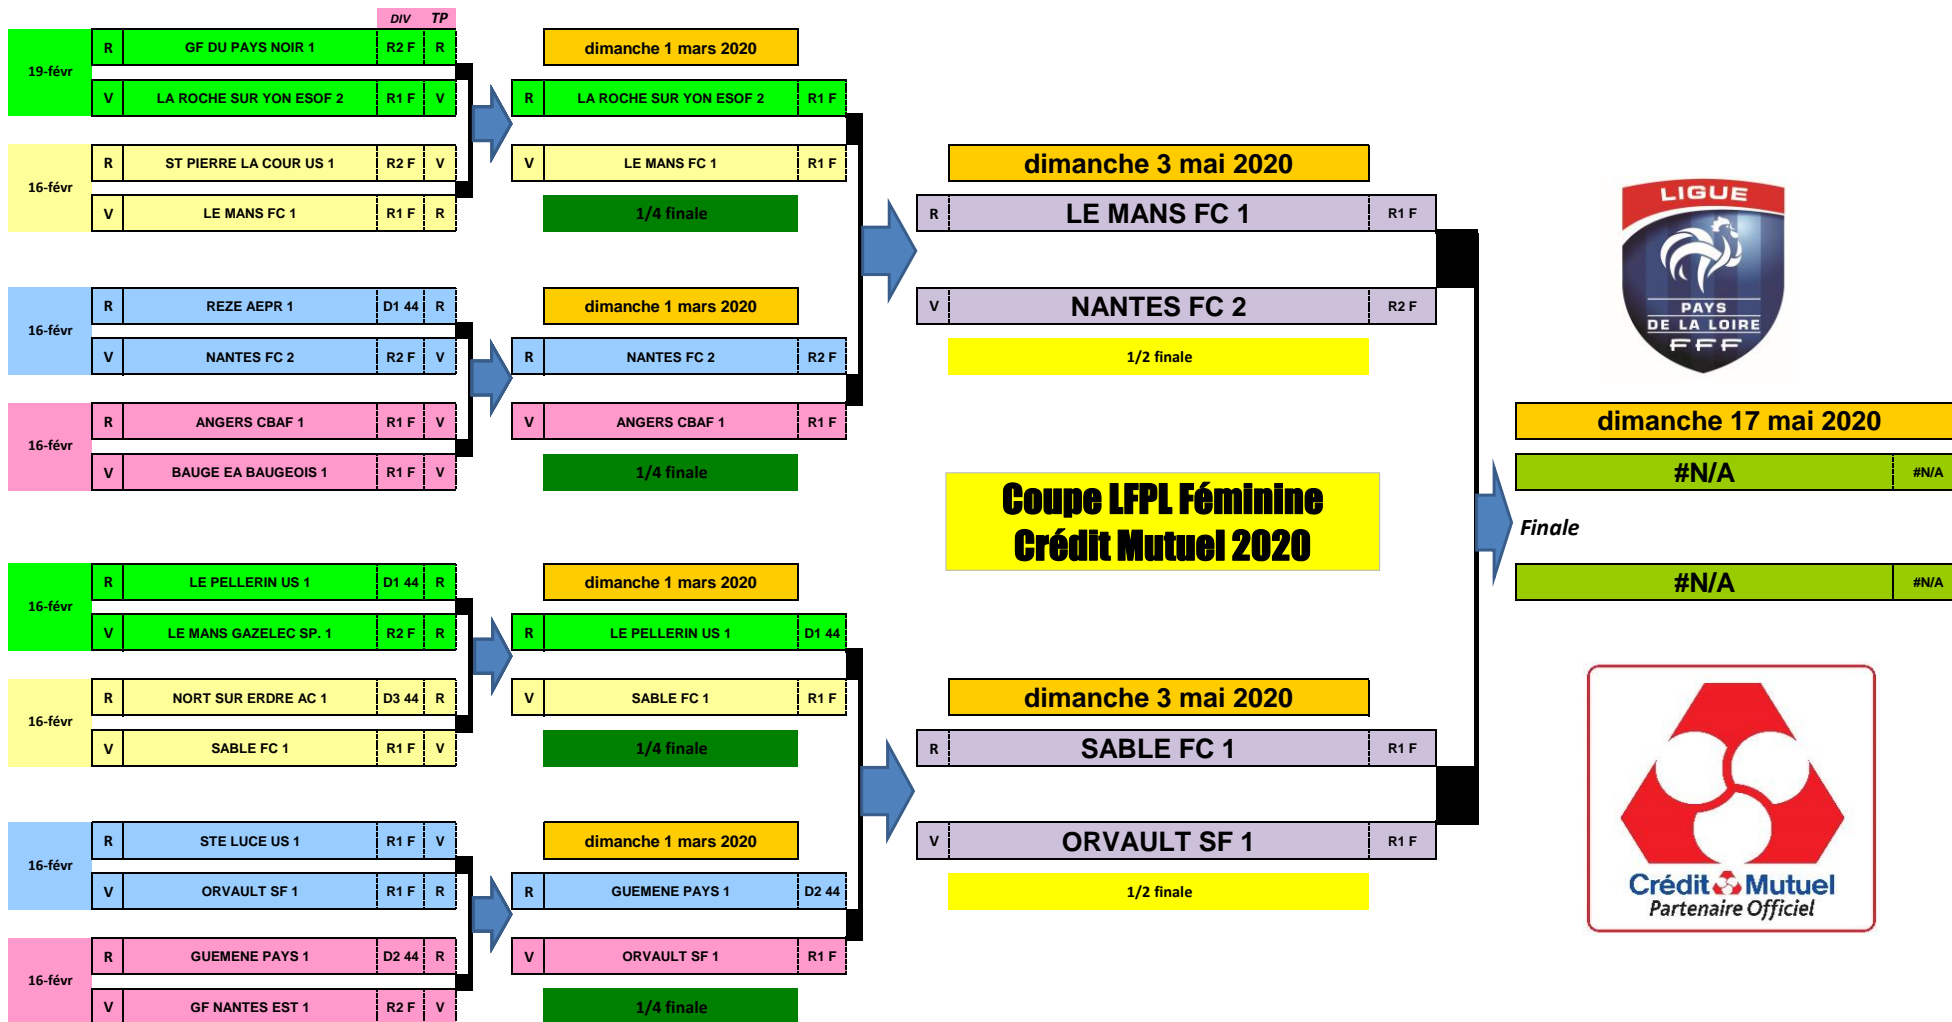 DIV TP
19-févr
R GF DU PAYS NOIR 1 R2 F R
V LA ROCHE SUR YON ESOF 2 R1 F V
16-févr
R ST PIERRE LA COUR US 1 R2 F V
V LE MANS FC 1 R1 F R
16-févr
R REZE AEPR 1 D1 44 R
V NANTES FC 2 R2 F V
16-févr
R ANGERS CBAF 1 R1 F V
V BAUGE EA BAUGEOIS 1 R1 F V
16-févr
R LE PELLERIN US 1 D1 44 R
V LE MANS GAZELEC SP. 1 R2 F R
16-févr
R NORT SUR ERDRE AC 1 D3 44 R
V SABLE FC 1 R1 F V
16-févr
R STE LUCE US 1 R1 F V
V ORVAULT SF 1 R1 F R
16-févr
R GUEMENE PAYS 1 D2 44 R
V GF NANTES EST 1 R2 F V
dimanche 1 mars 2020
R LA ROCHE SUR YON ESOF 2 R1 F
V LE MANS FC 1 R1 F
1/4 finale
dimanche 1 mars 2020
R NANTES FC 2 R2 F
V ANGERS CBAF 1 R1 F
1/4 finale
dimanche 1 mars 2020
R LE PELLERIN US 1 D1 44
V SABLE FC 1 R1 F
1/4 finale
dimanche 1 mars 2020
R GUEMENE PAYS 1 D2 44
V ORVAULT SF 1 R1 F
1/4 finale
dimanche 3 mai 2020
R LE MANS FC 1 R1 F
V NANTES FC 2 R2 F
1/2 finale
Coupe LFPL Féminine
Crédit Mutuel 2020
dimanche 3 mai 2020
R SABLE FC 1 R1 F
V ORVAULT SF 1 R1 F
1/2 finale
LIGUE
PAYS
DE LA LOIRE
FFF
dimanche 17 mai 2020
#N/A #N/A
Finale
#N/A #N/A
Crédit Mutuel
Partenaire Officiel